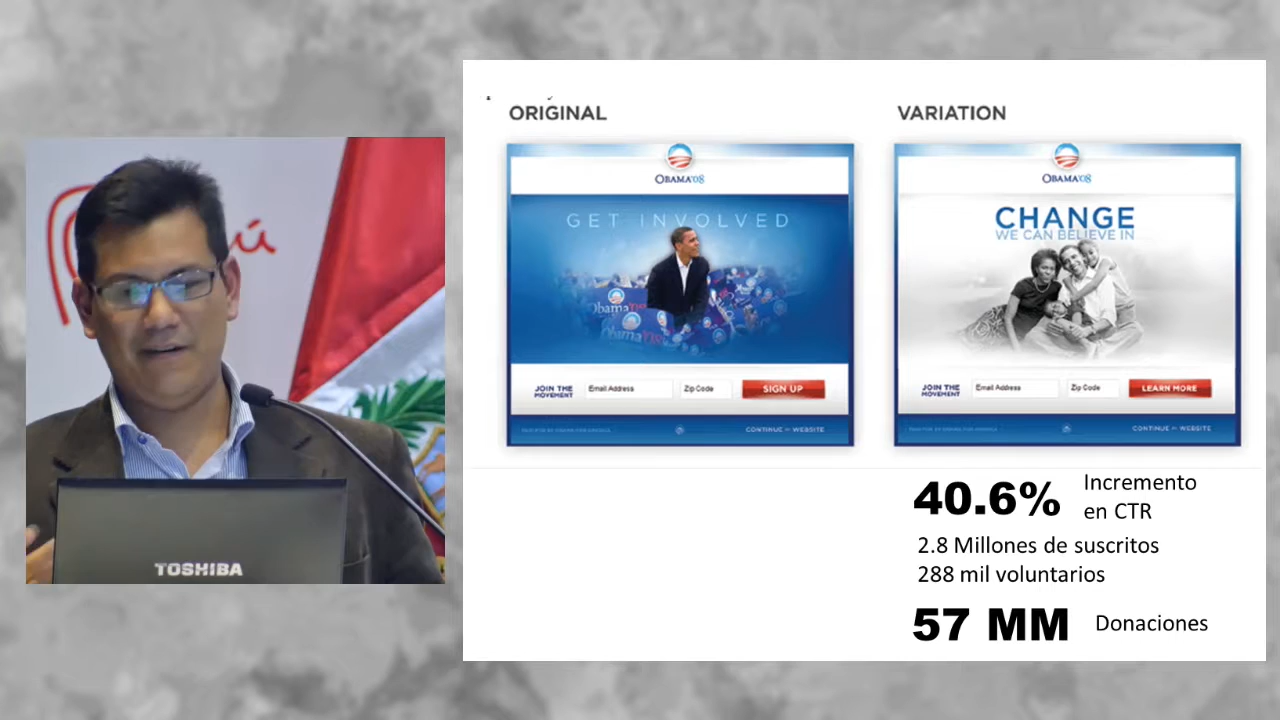 ú
TOSHIBA
ORIGINAL
OBAMA'08
GET INVOLVED
JOIN THE
MOVEMENT
Email Address
Zip Code
SIGN UP
CONTINUE TO WEBSITE
VARIATION
OBAMA'08
CHANGE
WE CAN BELIEVE IN
JOIN THE
MOVEMENT
Email Address
Zip Code
LEARN MORE
CONTINUE TO WEBSITE
40.6%
Incremento
en CTR
2.8 Millones de suscritos
288 mil voluntarios
57 MM
Donaciones